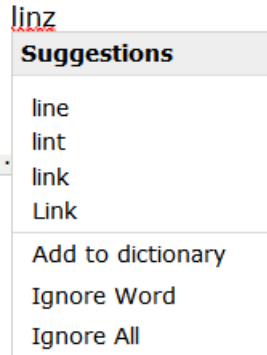 linz
Suggestions
line
lint
link
Link
Add to dictionary
Ignore Word
Ignore All